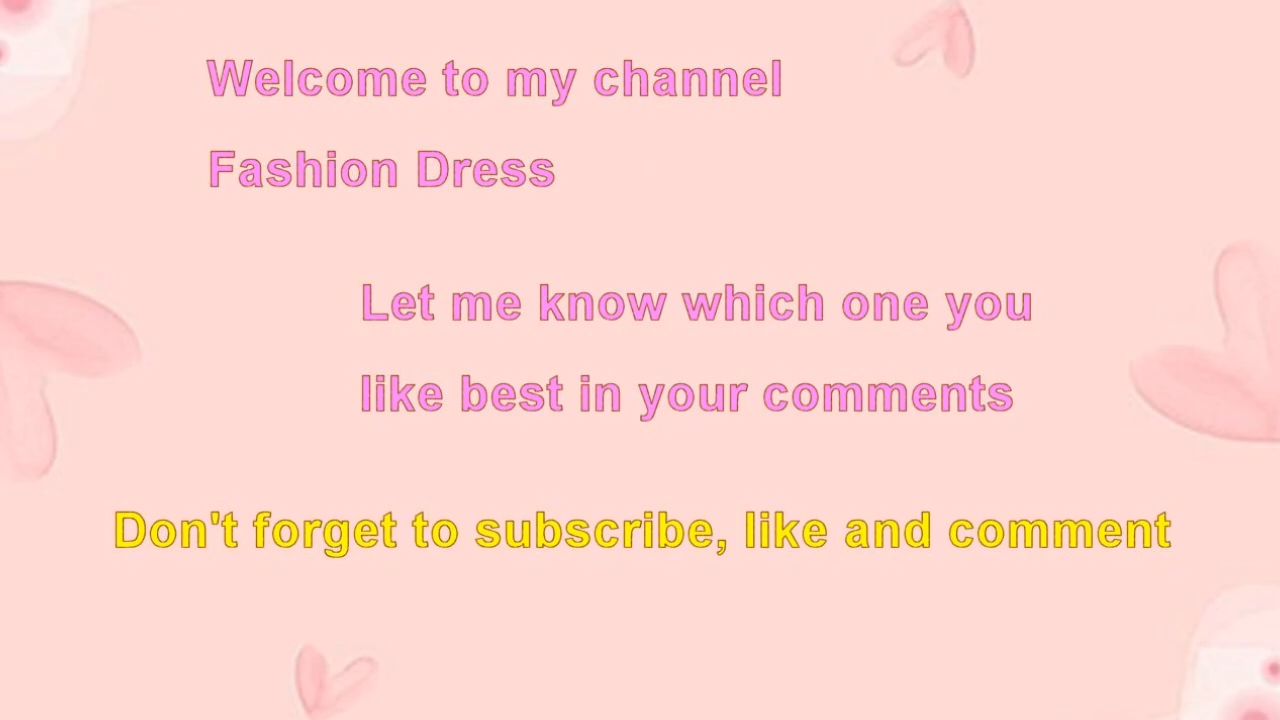 Welcome to my channel
Fashion Dress
Let me know which one you
like best in your comments
Don't forget to subscribe, like and comment